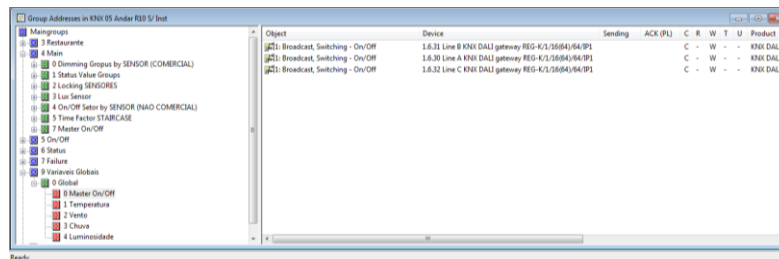 Group Addresses in KNX 05 Andar R10 S/ Inst
Maingroups
3 Restaurante
4 Main
0 Dimming Gropus by SENSOR (COMERCIAL)
1 Status Value Groups
2 Locking SENSORES
3 Lux Sensor
4 On/Off Setor by SENSOR (NAO COMERCIAL)
5 Time Factor STAIRCASE
7 Master On/Off
5 On/Off
6 Status
7 Failure
9 Variaveis Globais
0 Global
0 Master On/Off
1 Temperatura
2 Vento
3 Chuva
4 Luminosidade
Object Device Sending ACK (PL) C R W T U Product
1: Broadcast, Switching - On/Off 1.6.31 Line B KNX DALI gateway REG-K/1/16(64)/64/IP1 C - W - - KNX DAL
1: Broadcast, Switching - On/Off 1.6.30 Line A KNX DALI gateway REG-K/1/16(64)/64/IP1 C - W - - KNX DAL
1: Broadcast, Switching - On/Off 1.6.32 Line C KNX DALI gateway REG-K/1/16(64)/64/IP1 C - W - - KNX DAL
Ready